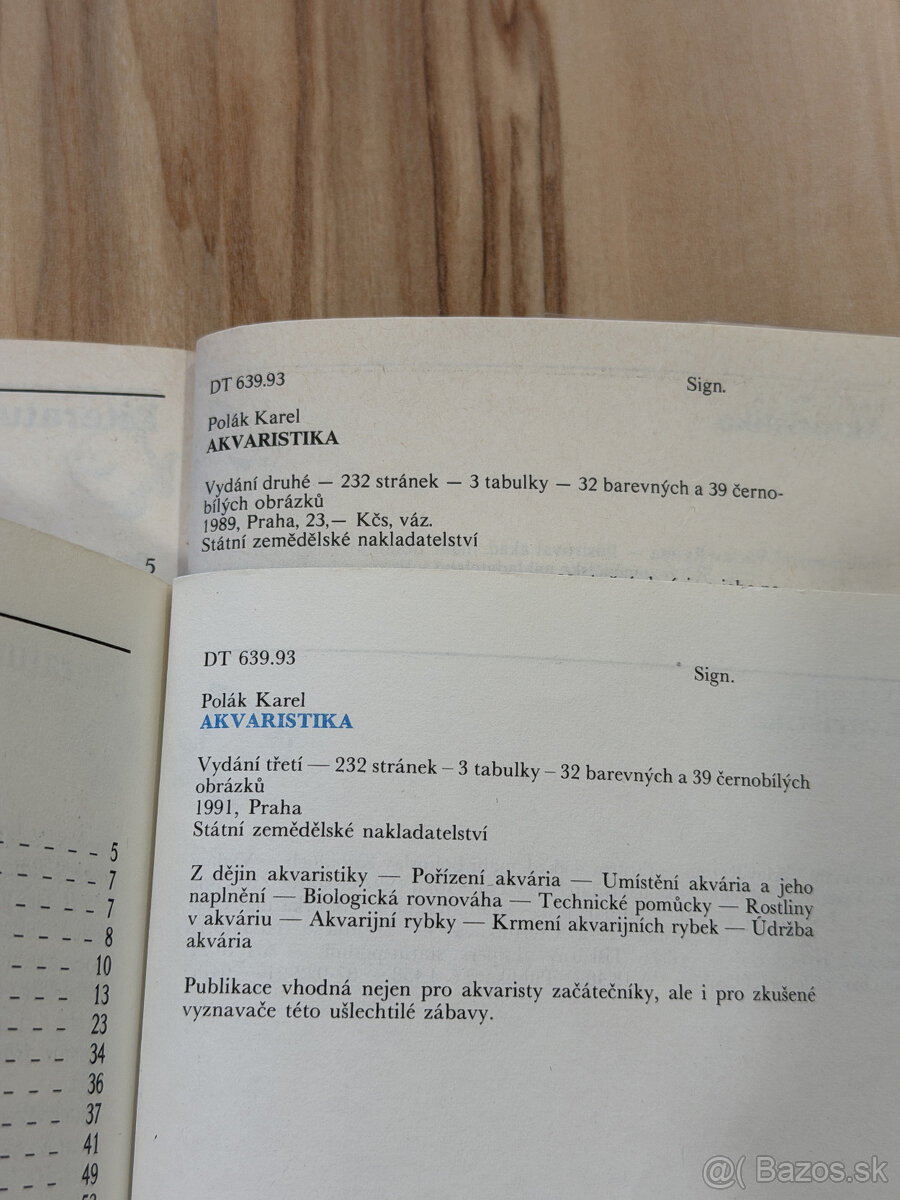 Literatu
DT 639.93
Sign.
Polák Karel
AKVARISTIKA
Vydání druhé — 232 stránek — 3 tabulky — 32 barevných a 39 černo-
bílých obrázků
1989, Praha, 23,— Kčs, váz.
Státní zemědělské nakladatelství
5
DT 639.93
Sign.
Polák Karel
AKVARISTIKA
Vydání třetí — 232 stránek – 3 tabulky – 32 barevných a 39 černobílých
obrázků
1991, Praha
Státní zemědělské nakladatelství
Z dějin akvaristiky — Pořízení akvária — Umístění akvária a jeho
naplnění — Biologická rovnováha — Technické pomůcky — Rostliny
v akváriu — Akvarijní rybky — Krmení akvarijních rybek — Údržba
akvária
Publikace vhodná nejen pro akvaristy začátečníky, ale i pro zkušené
vyznavače této ušlechtilé zábavy.
- - - - - 5
- - - - 7
- - - - 7
- - - - 8
- - - 10
- - - 13
- - - 23
- - - 34
- - - 36
- - - 37
- - - 41
- - - 49
@( Bazos.sk